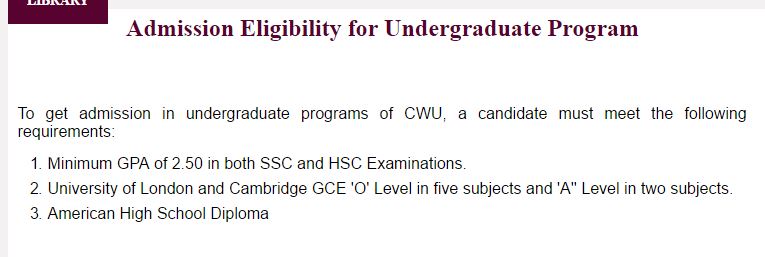 LIBRARY
Admission Eligibility for Undergraduate Program
To get admission in undergraduate programs of CWU, a candidate must meet the following
requirements:
1. Minimum GPA of 2.50 in both SSC and HSC Examinations.
2. University of London and Cambridge GCE 'O' Level in five subjects and 'A" Level in two subjects.
3. American High School Diploma